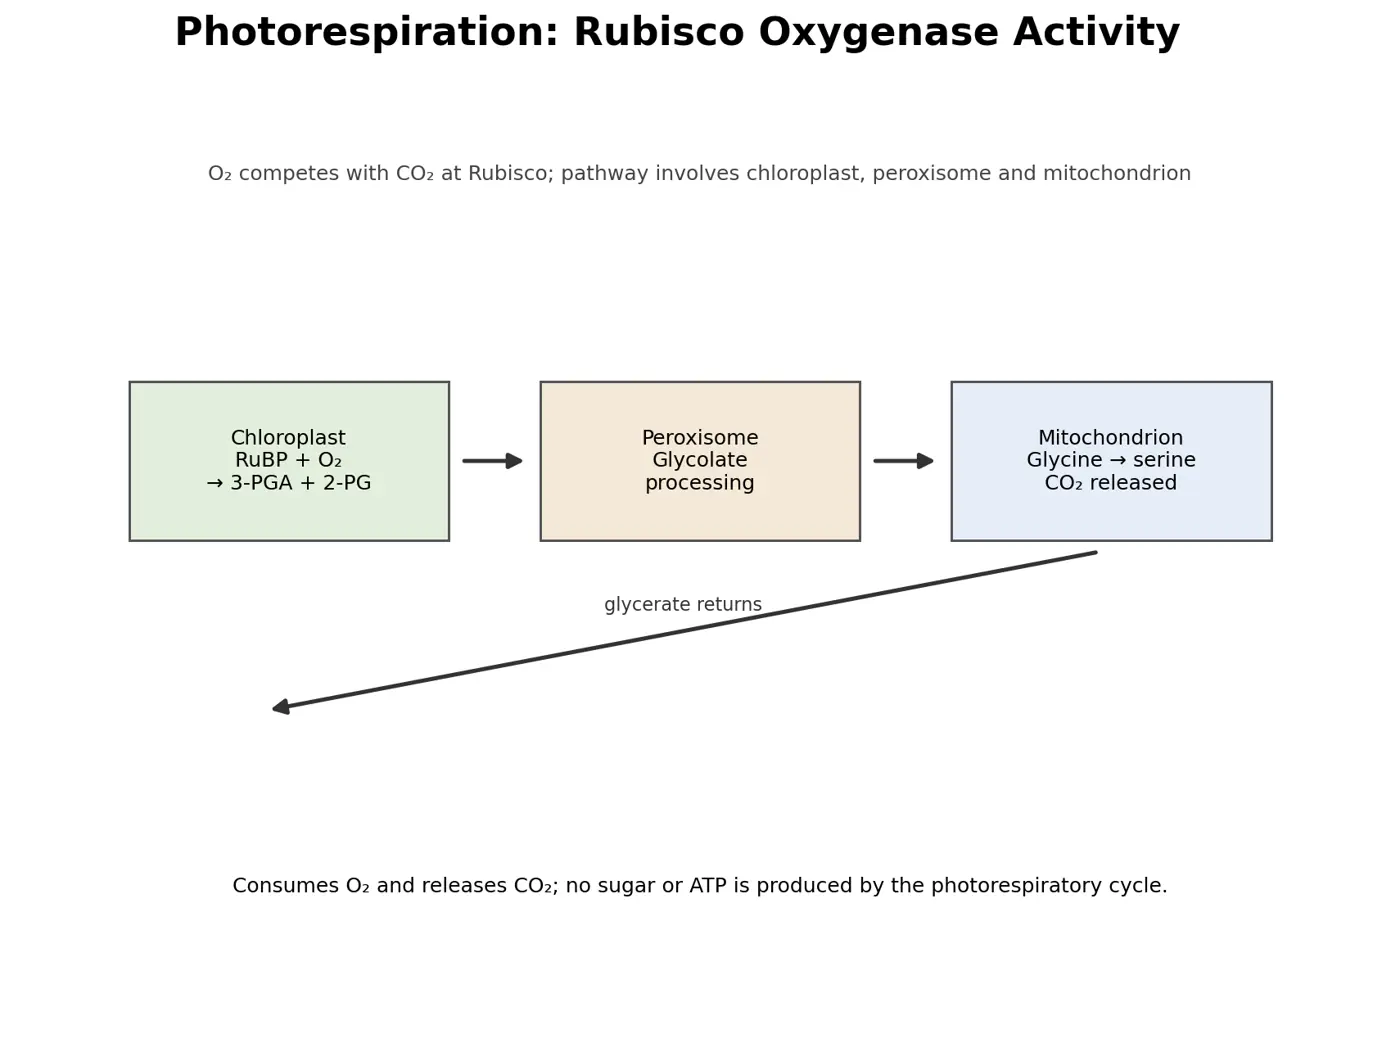 Photorespiration: Rubisco Oxygenase Activity
O₂ competes with CO₂ at Rubisco; pathway involves chloroplast, peroxisome and mitochondrion
Chloroplast
RuBP + O₂
→ 3-PGA + 2-PG
Peroxisome
Glycolate
processing
Mitochondrion
Glycine → serine
CO₂ released
glycerate returns
Consumes O₂ and releases CO₂; no sugar or ATP is produced by the photorespiratory cycle.